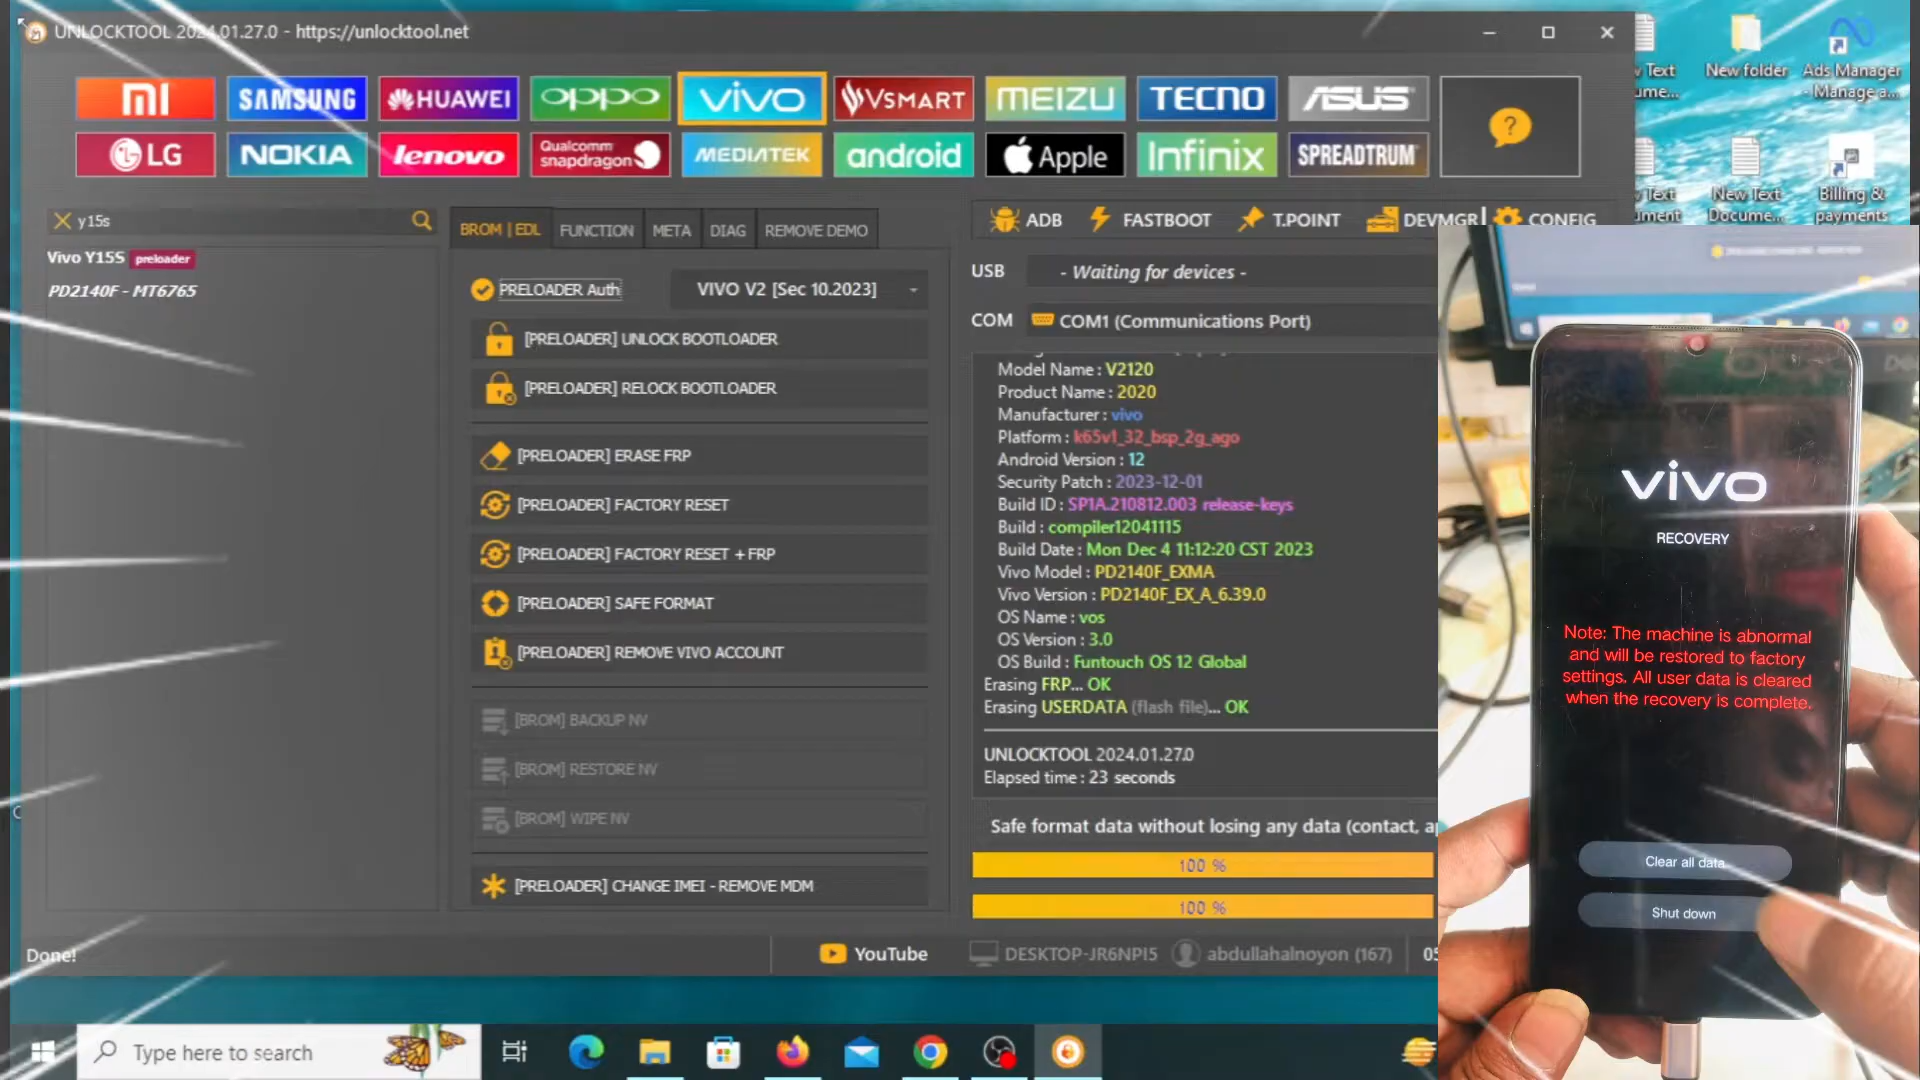 UNLOCKTOOL 2024.01.27.0 - https://unlocktool.net
MI SAMSUNG HUAWEI oppo vivo VSMART MEIZU TECNO ASUS ?
LG NOKIA lenovo Qualcomm snapdragon MEDIATEK android Apple Infinix SPREADTRUM
y15s
Vivo Y15S preloader
PD2140F - MT6765
BROM | EDL FUNCTION META DIAG REMOVE DEMO
PRELOADER Auth VIVO V2 [Sec 10.2023]
[PRELOADER] UNLOCK BOOTLOADER
[PRELOADER] RELOCK BOOTLOADER
[PRELOADER] ERASE FRP
[PRELOADER] FACTORY RESET
[PRELOADER] FACTORY RESET + FRP
[PRELOADER] SAFE FORMAT
[PRELOADER] REMOVE VIVO ACCOUNT
[BROM] BACKUP NV
[BROM] RESTORE NV
[BROM] WIPE NV
[PRELOADER] CHANGE IMEI - REMOVE MDM
ADB FASTBOOT T.POINT DEVMGR CONFIG
USB - Waiting for devices -
COM COM1 (Communications Port)
Model Name : V2120
Product Name : 2020
Manufacturer : vivo
Platform : k65v1_32_bsp_2g_ago
Android Version : 12
Security Patch : 2023-12-01
Build ID : SP1A.210812.003 release-keys
Build : compiler12041115
Build Date : Mon Dec 4 11:12:20 CST 2023
Vivo Model : PD2140F_EXMA
Vivo Version : PD2140F_EX_A_6.39.0
OS Name : vos
OS Version : 3.0
OS Build : Funtouch OS 12 Global
Erasing FRP... OK
Erasing USERDATA (flash file)... OK
UNLOCKTOOL 2024.01.27.0
Elapsed time : 23 seconds
Safe format data without losing any data (contact,
100 %
100 %
Done! YouTube DESKTOP-JR6NPI5 abdullahalnoyon (167)
Type here to search
New folder
Ads Manager
- Manage a...
New Text
Docume...
Billing &
payments
vivo
RECOVERY
Note: The machine is abnormal
and will be restored to factory
settings. All user data is cleared
when the recovery is complete.
Clear all data
Shut down